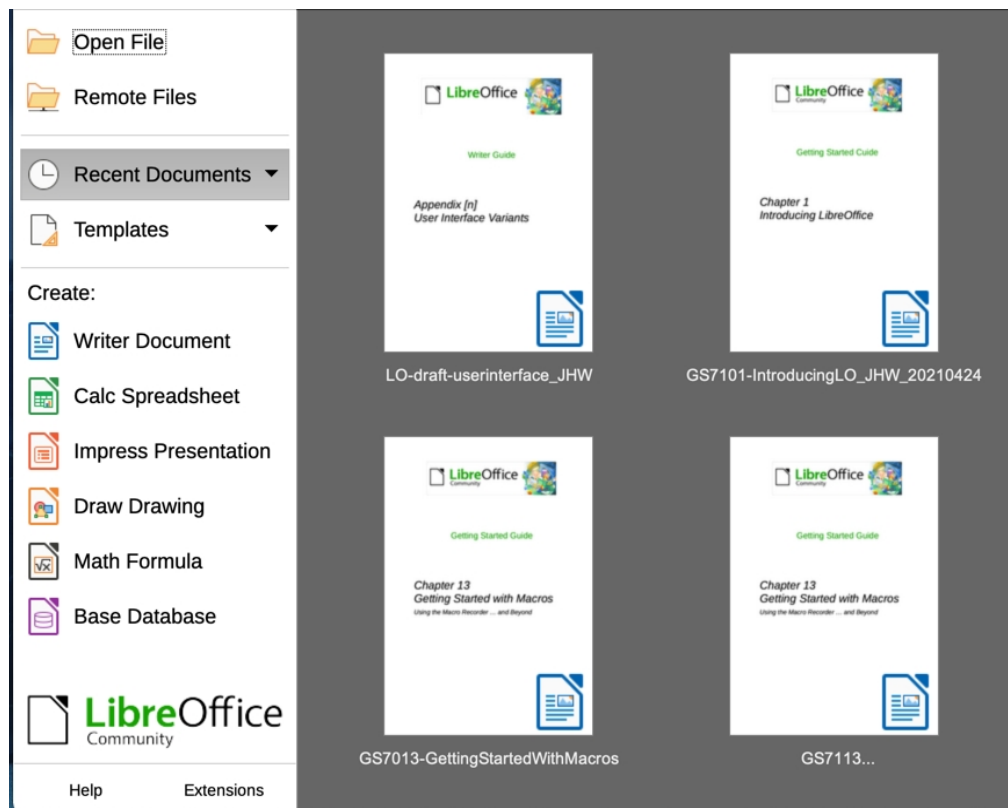 Open File
Remote Files
Recent Documents
Templates
Create:
Writer Document
Calc Spreadsheet
Impress Presentation
Draw Drawing
Math Formula
Base Database
LibreOffice
Community
Help
Extensions
LibreOffice
Writer Guide
Appendix [n]
User Interface Variants
LO-draft-userinterface_JHW
LibreOffice
Community
Getting Started Guide
Chapter 1
Introducing LibreOffice
GS7101-IntroducingLO_JHW_20210424
LibreOffice
Community
Getting Started Guide
Chapter 13
Getting Started with Macros
Using the Macro Recorder ... and Beyond
GS7013-GettingStartedWithMacros
LibreOffice
Community
Getting Started Guide
Chapter 13
Getting Started with Macros
Using the Macro Recorder ... and Beyond
GS7113...